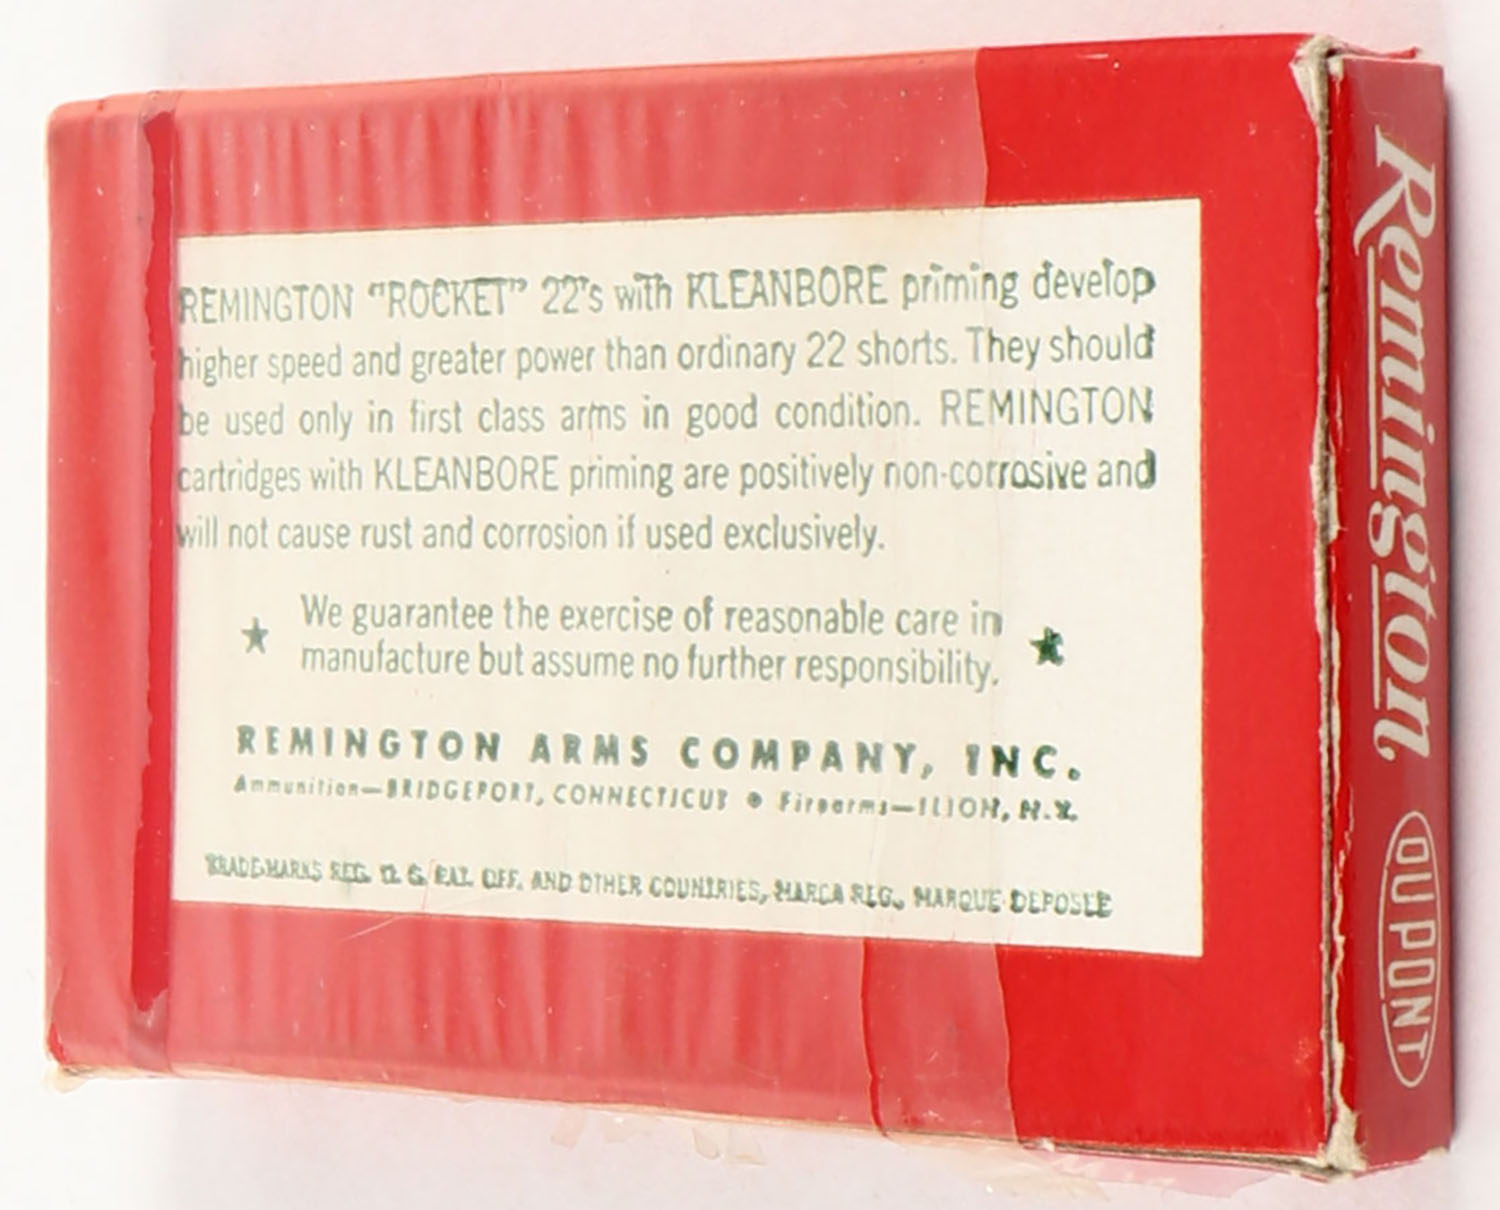 REMINGTON “ROCKET” 22's with KLEANBORE priming develop
higher speed and greater power than ordinary 22 shorts. They should
be used only in first class arms in good condition. REMINGTON
cartridges with KLEANBORE priming are positively non-corrosive and
will not cause rust and corrosion if used exclusively.
We guarantee the exercise of reasonable care in
manufacture but assume no further responsibility.
REMINGTON ARMS COMPANY, INC.
Ammunition—BRIDGEPORT, CONNECTICUT • Firearms—ILION, N.Y.
TRADE-MARKS REG. U. S. PAT. OFF. AND OTHER COUNTRIES, MARCA REG., MARQUE DEPOSEE
Remington
DUPONT